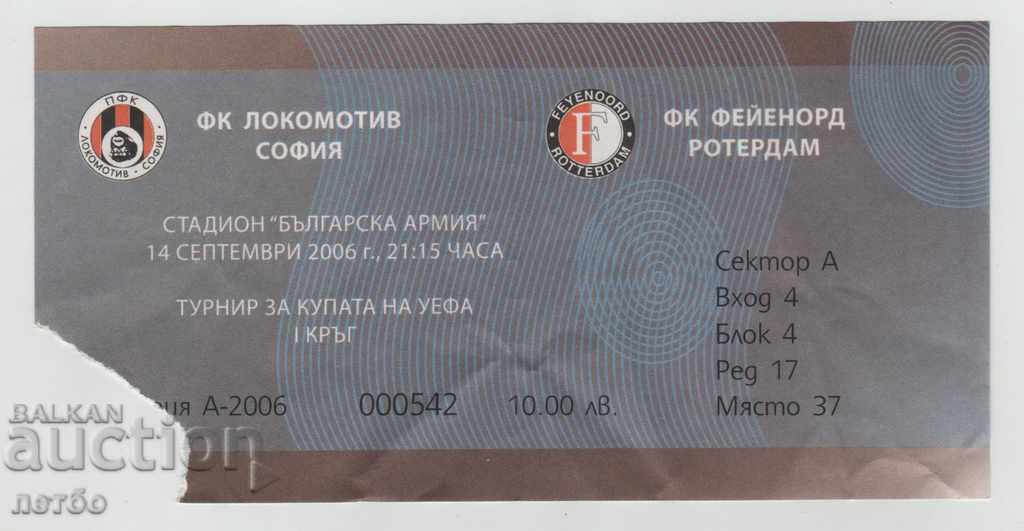 ПФК
ЛОКОМОТИВ · СОФИЯ
ФК ЛОКОМОТИВ
СОФИЯ
FEYENOORD
F
ROTTERDAM
ФК ФЕЙЕНОРД
РОТЕРДАМ
СТАДИОН "БЪЛГАРСКА АРМИЯ"
14 СЕПТЕМВРИ 2006 г., 21:15 ЧАСА
ТУРНИР ЗА КУПАТА НА УЕФА
I КРЪГ
Сектор А
Вход 4
Блок 4
Ред 17
Място 37
А-2006 000542 10.00 лв.
BALKAN
auction
летбо